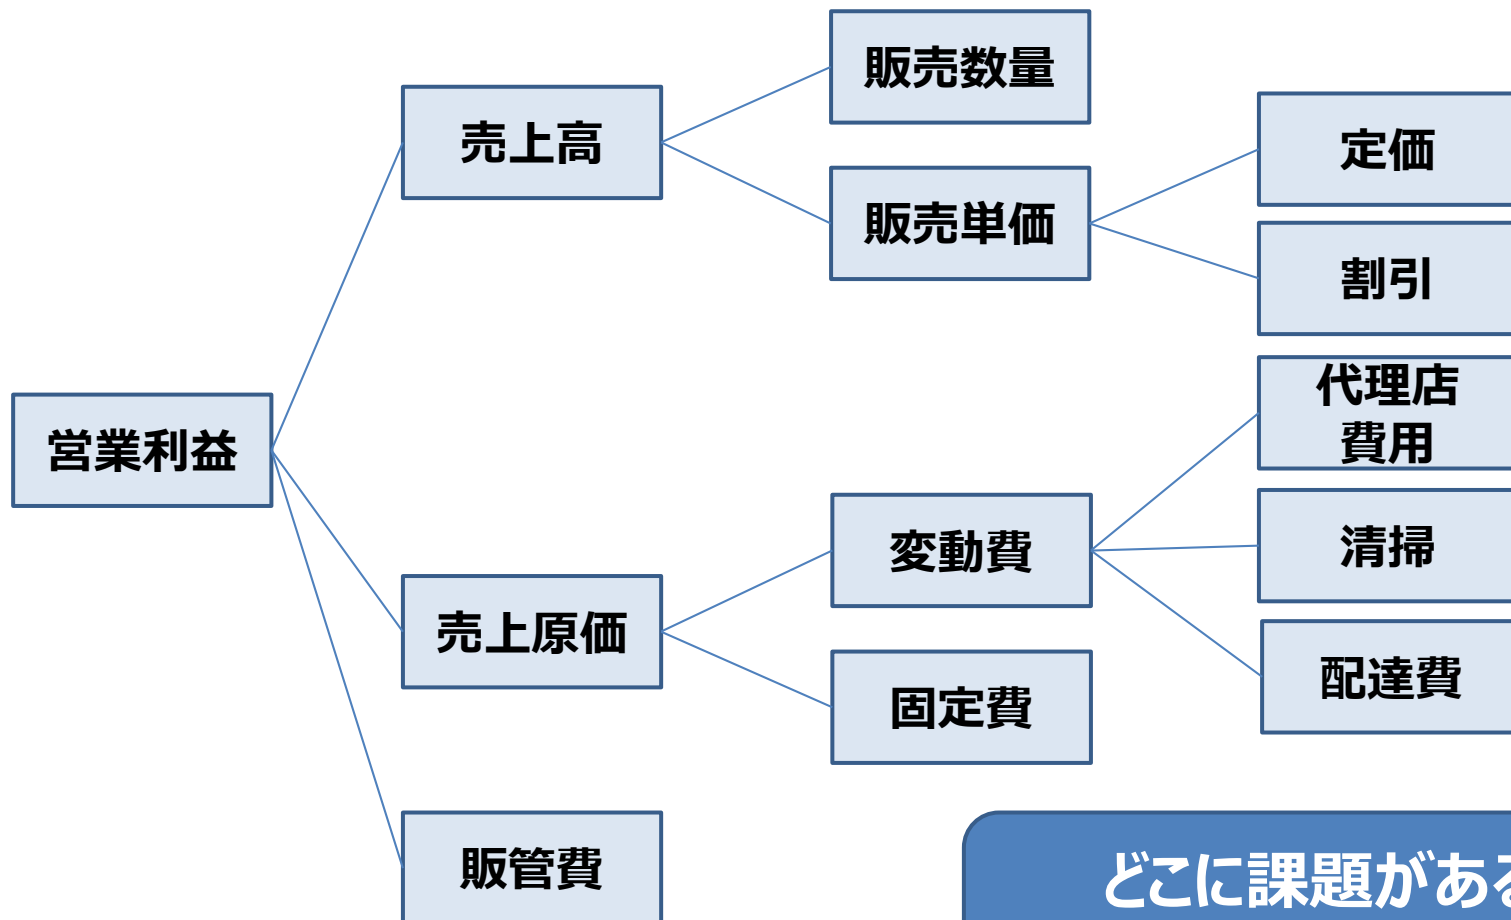 販売数量
売上高
定価
販売単価
割引
代理店
費用
営業利益
清掃
変動費
売上原価
配達費
固定費
販管費
どこに課題がある